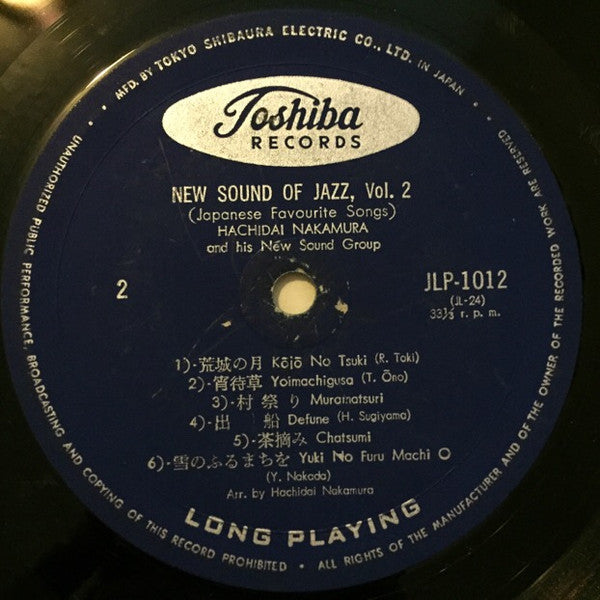 MFD. BY TOKYO SHIBAURA ELECTRIC CO., LTD. IN JAPAN
Toshiba
RECORDS
NEW SOUND OF JAZZ, Vol. 2
(Japanese Favourite Songs)
HACHIDAI NAKAMURA
and his New Sound Group
2
JLP-1012
(JL-24)
33⅓ r. p. m.
1)・荒城の月 Kōjō No Tsuki (R. Taki)
2)・宵待草 Yoimachigusa (T. Ōno)
3)・村祭り Muramatsuri
4)・出船 Defune (H. Sugiyama)
5)・茶摘み Chatsumi
6)・雪のふるまちを Yuki No Furu Machi O
(Y. Nakada)
Arr. by Hachidai Nakamura
LONG PLAYING
UNAUTHORIZED PUBLIC PERFORMANCE, BROADCASTING AND COPYING OF THIS RECORD PROHIBITED • ALL RIGHTS OF THE MANUFACTURER AND OF THE OWNER OF THE RECORDED WORK ARE RESERVED